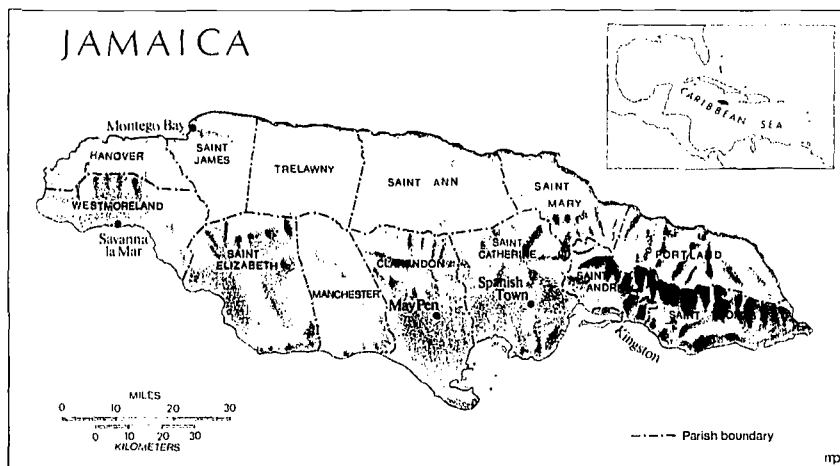 JAMAICA
CARIBBEAN SEA
Montego Bay
HANOVER
SAINT
JAMES
TRELAWNY
SAINT ANN
SAINT
MARY
WESTMORELAND
Savanna
la Mar
SAINT
ELIZABETH
MANCHESTER
CLARENDON
May Pen
SAINT
CATHERINE
Spanish
Town
SAINT
PORTLAND
SAINT
Kingston
MILES
0 10 20 30
0 10 20 30
KILOMETERS
Parish boundary